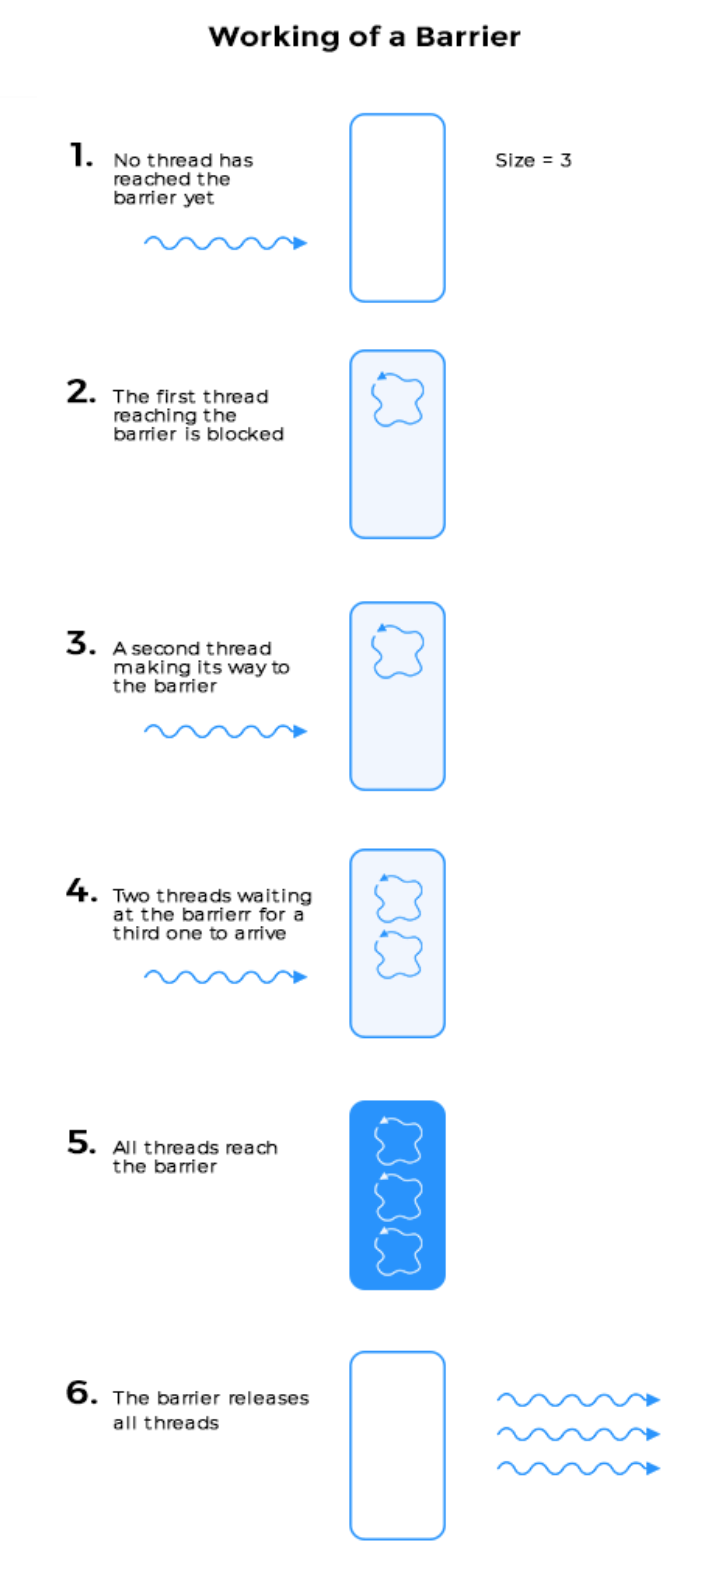 Working of a Barrier
1. No thread has
reached the
barrier yet
Size = 3
2. The first thread
reaching the
barrier is blocked
3. A second thread
making its way to
the barrier
4. Two threads waiting
at the barrierr for a
third one to arrive
5. All threads reach
the barrier
6. The barrier releases
all threads